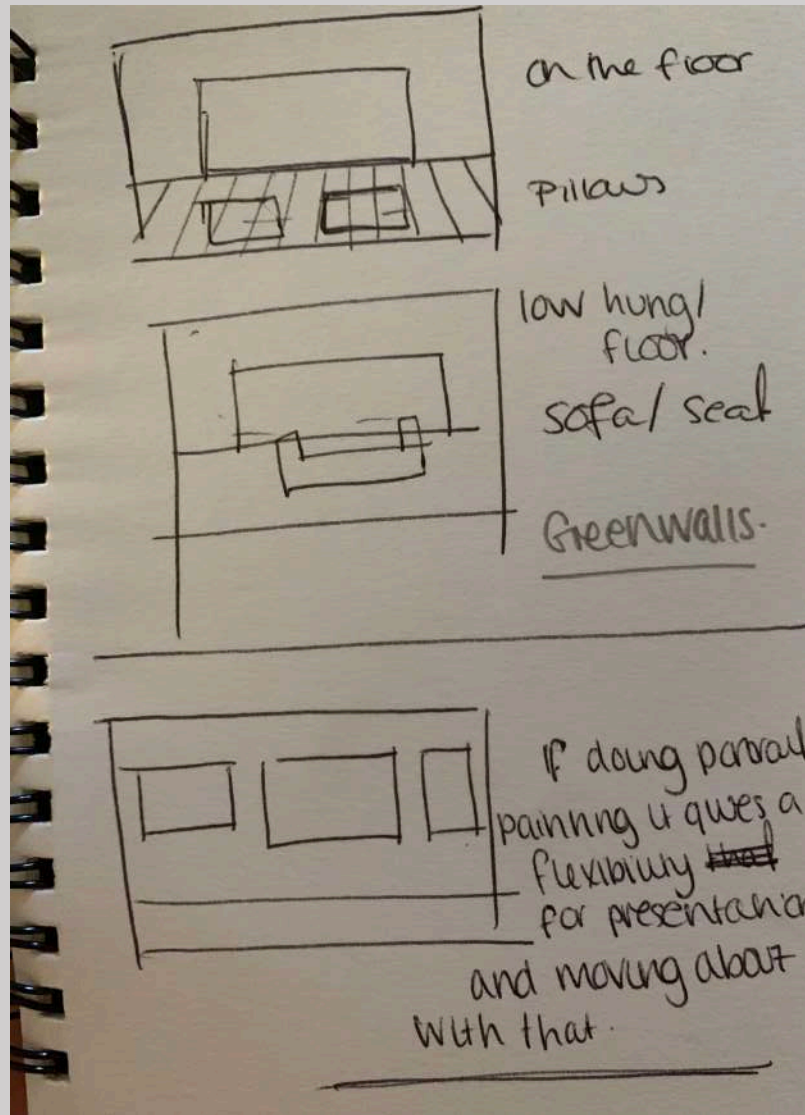 on the floor
Pillows
low hung/
floor.
sofa/ seat
Greenwalls.
If doing portrait
painting it gives a
flexibility
for presentation
and moving about
with that.